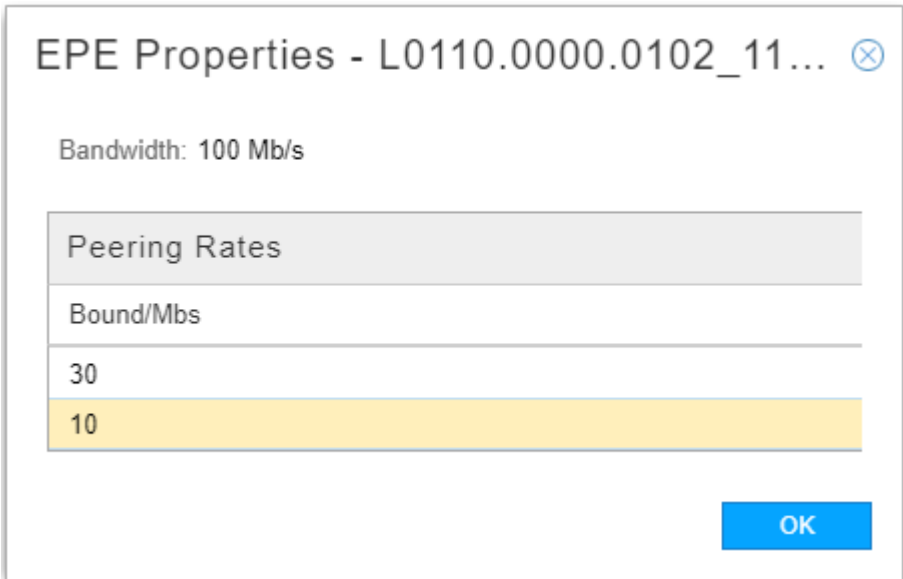 EPE Properties - L0110.0000.0102_11...
Bandwidth: 100 Mb/s
Peering Rates
Bound/Mbs
30
10
OK